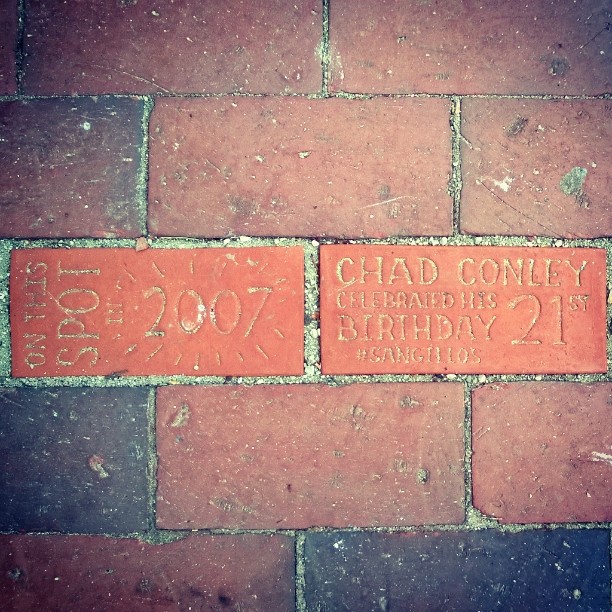 ON THIS
SPOT
IN
2007
CHAD CONLEY
CELEBRATED HIS
BIRTHDAY 21ST
#SANGILLOS